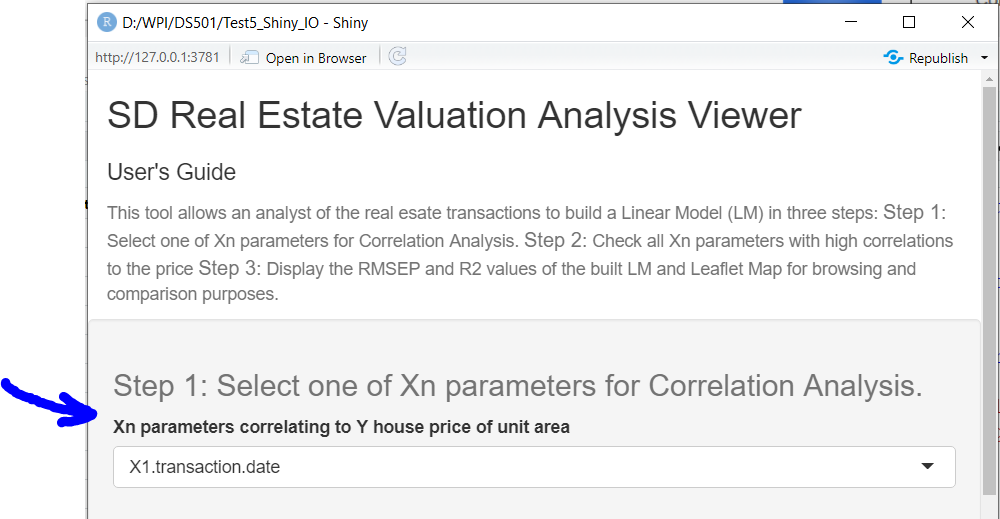 D:/WPI/DS501/Test5_Shiny_IO - Shiny
http://127.0.0.1:3781 Open in Browser Republish
SD Real Estate Valuation Analysis Viewer
User's Guide
This tool allows an analyst of the real esate transactions to build a Linear Model (LM) in three steps: Step 1:
Select one of Xn parameters for Correlation Analysis. Step 2: Check all Xn parameters with high correlations
to the price Step 3: Display the RMSEP and R2 values of the built LM and Leaflet Map for browsing and
comparison purposes.
Step 1: Select one of Xn parameters for Correlation Analysis.
Xn parameters correlating to Y house price of unit area
X1.transaction.date